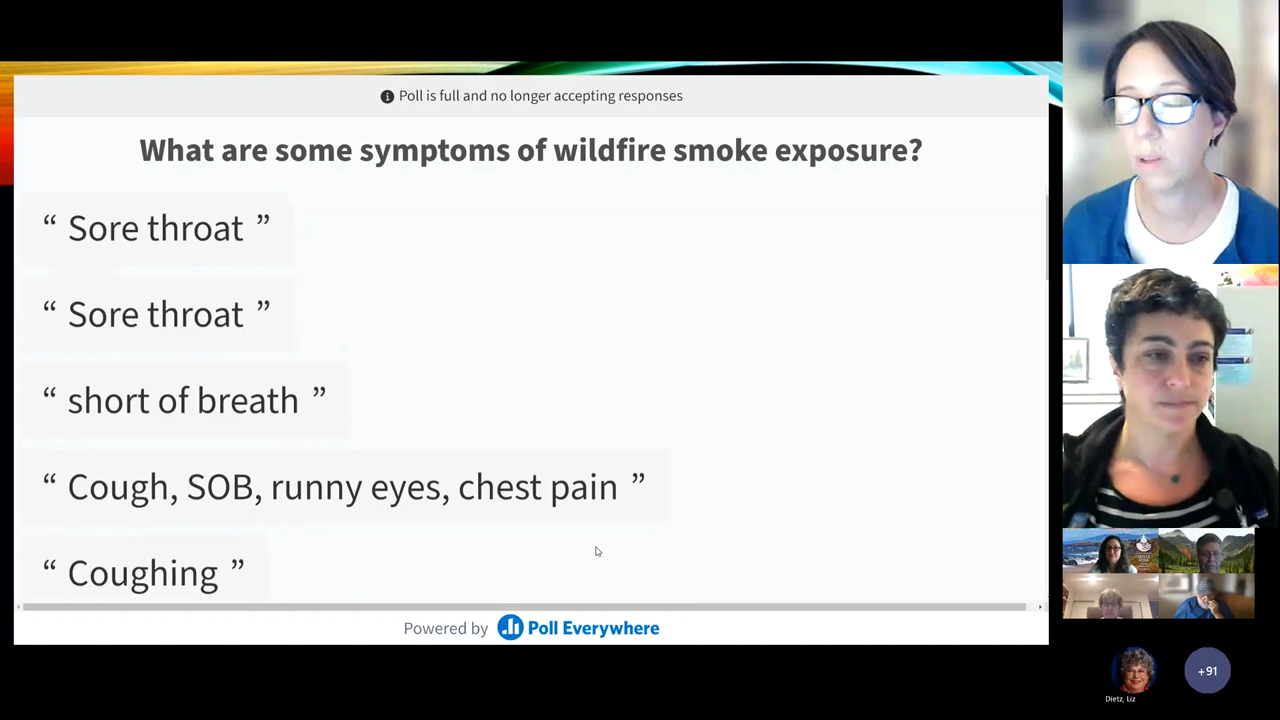 Poll is full and no longer accepting responses
What are some symptoms of wildfire smoke exposure?
“ Sore throat ”
“ Sore throat ”
“ short of breath ”
“ Cough, SOB, runny eyes, chest pain ”
“ Coughing ”
Powered by Poll Everywhere
+91
Dietz, Liz